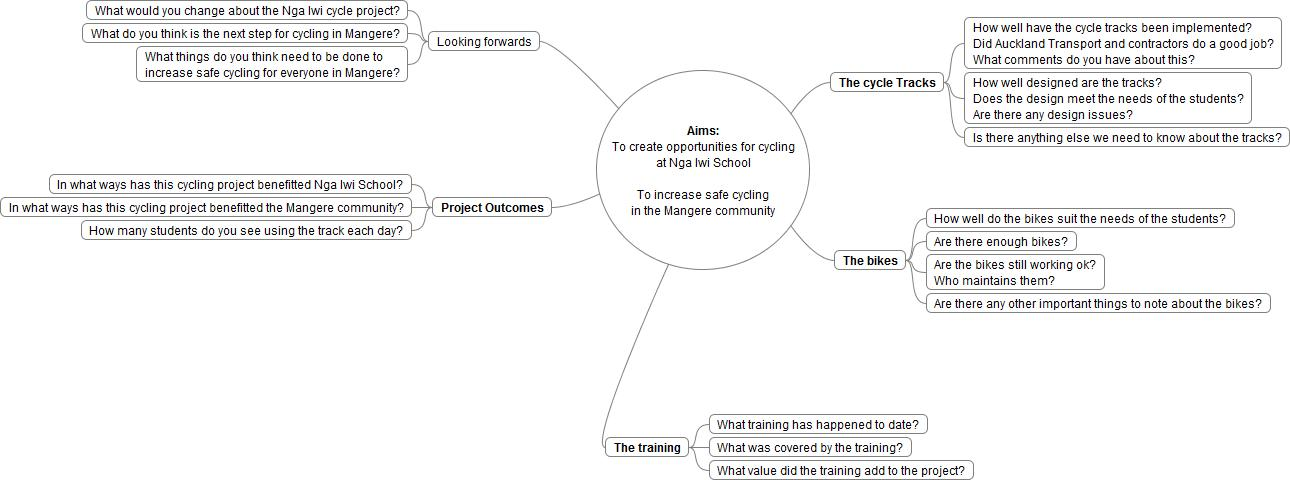 What would you change about the Nga Iwi cycle project?
What do you think is the next step for cycling in Mangere?
What things do you think need to be done to
increase safe cycling for everyone in Mangere?
Looking forwards
In what ways has this cycling project benefitted Nga Iwi School?
In what ways has this cycling project benefitted the Mangere community?
How many students do you see using the track each day?
Project Outcomes
Aims:
To create opportunities for cycling
at Nga Iwi School
To increase safe cycling
in the Mangere community
The cycle Tracks
How well have the cycle tracks been implemented?
Did Auckland Transport and contractors do a good job?
What comments do you have about this?
How well designed are the tracks?
Does the design meet the needs of the students?
Are there any design issues?
Is there anything else we need to know about the tracks?
The bikes
How well do the bikes suit the needs of the students?
Are there enough bikes?
Are the bikes still working ok?
Who maintains them?
Are there any other important things to note about the bikes?
The training
What training has happened to date?
What was covered by the training?
What value did the training add to the project?